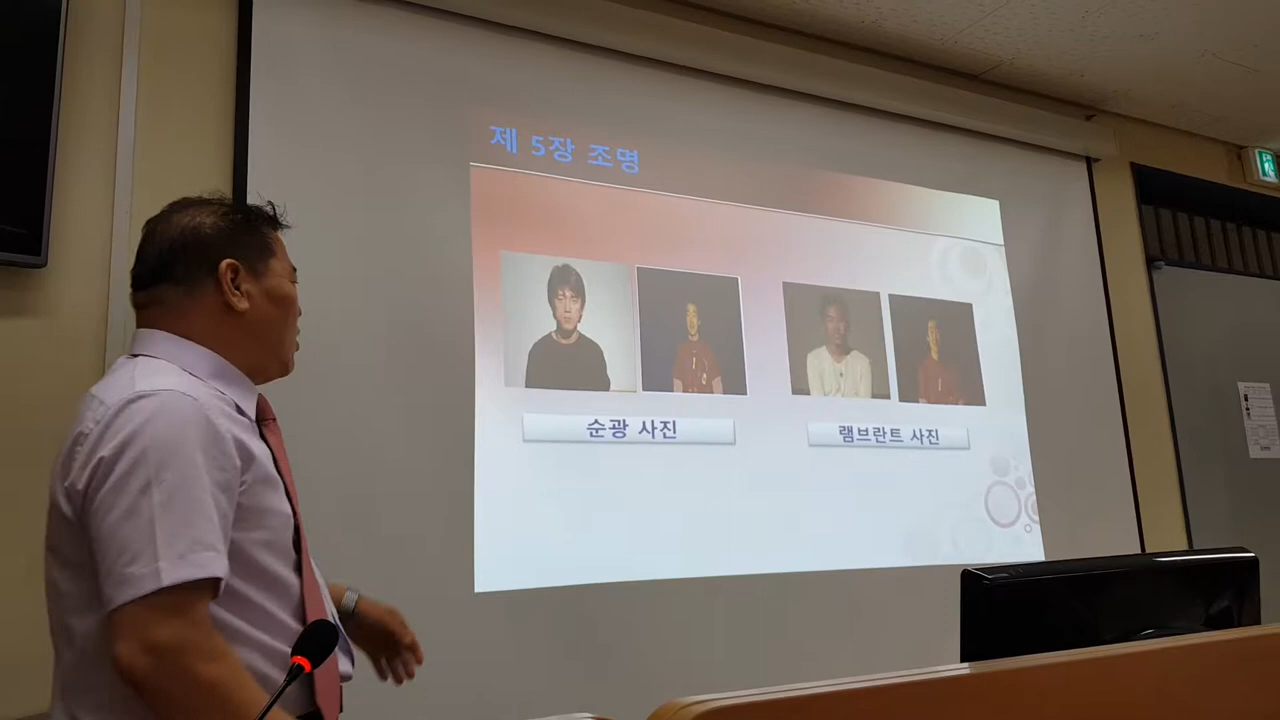 제 5장 조명
순광 사진
램브란트 사진